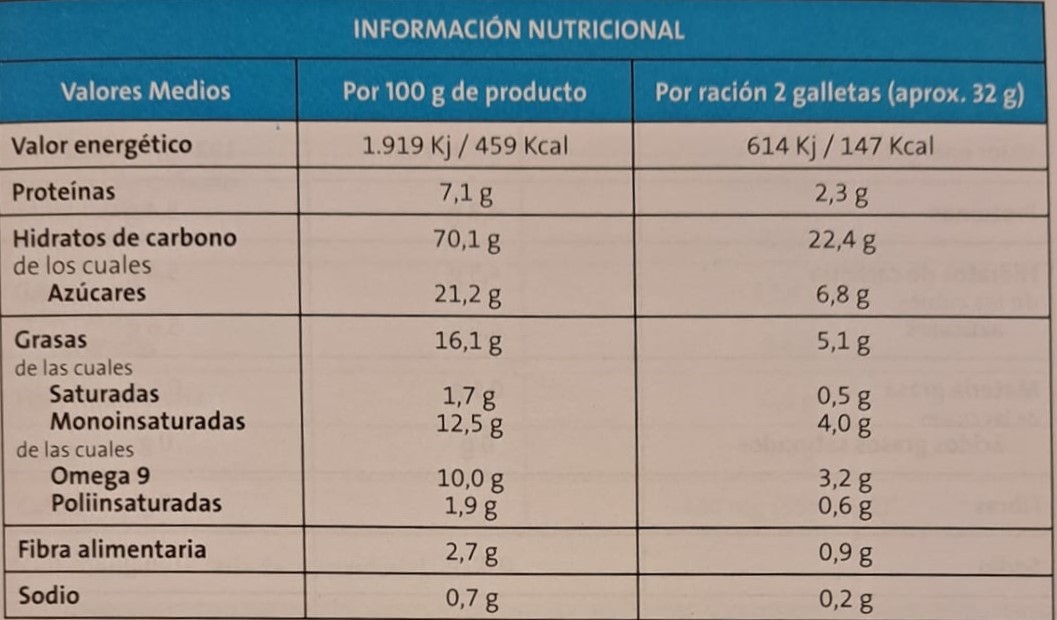 INFORMACIÓN NUTRICIONAL
Valores Medios Por 100 g de producto Por ración 2 galletas (aprox. 32 g)
Valor energético 1.919 Kj / 459 Kcal 614 Kj / 147 Kcal
Proteínas 7,1 g 2,3 g
Hidratos de carbono 70,1 g 22,4 g
de los cuales
Azúcares 21,2 g 6,8 g
Grasas 16,1 g 5,1 g
de las cuales
Saturadas 1,7 g 0,5 g
Monoinsaturadas 12,5 g 4,0 g
de las cuales
Omega 9 10,0 g 3,2 g
Poliinsaturadas 1,9 g 0,6 g
Fibra alimentaria 2,7 g 0,9 g
Sodio 0,7 g 0,2 g